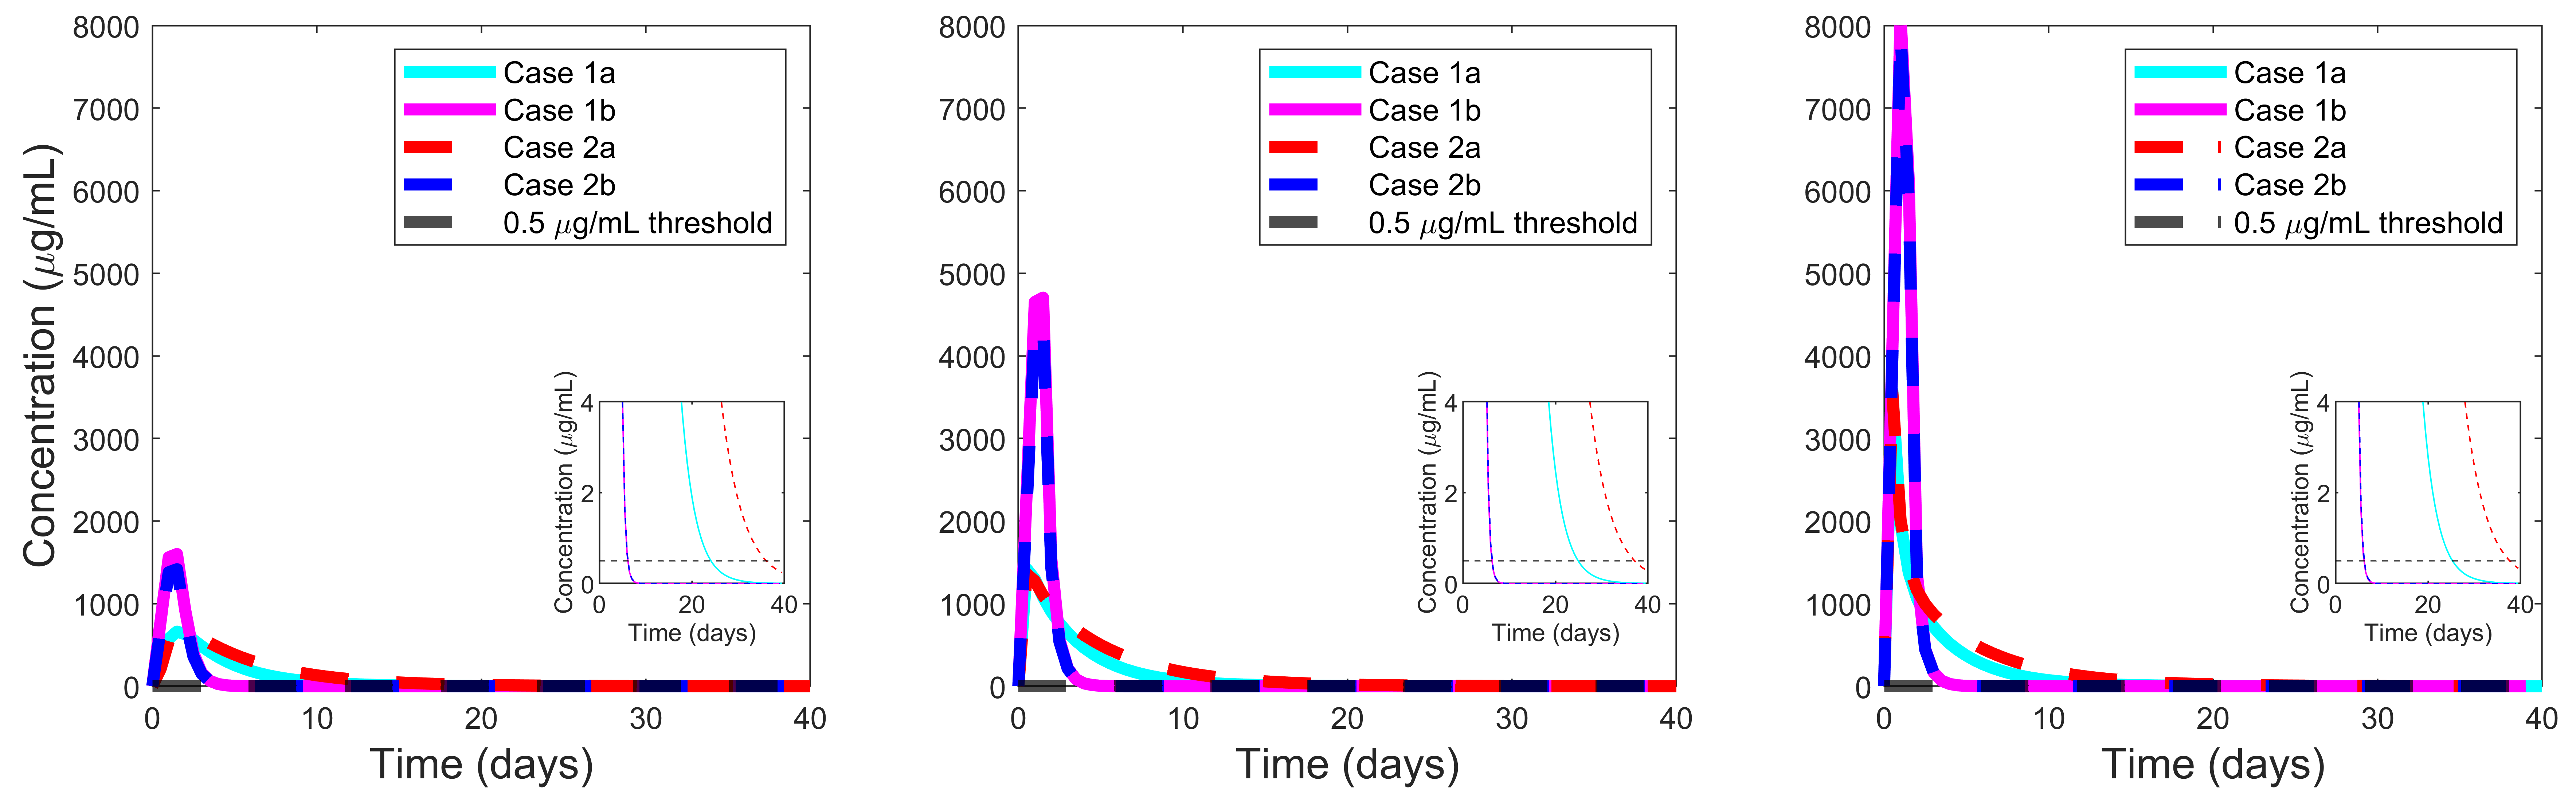 Concentration (μg/mL)
8000
7000
6000
5000
4000
3000
2000
1000
0
Case 1a
Case 1b
Case 2a
Case 2b
0.5 μg/mL threshold
Concentration (μg/mL)
4
2
0
0 20 40
Time (days)
0 10 20 30 40
Time (days)
8000
7000
6000
5000
4000
3000
2000
1000
0
Case 1a
Case 1b
Case 2a
Case 2b
0.5 μg/mL threshold
Concentration (μg/mL)
4
2
0
0 20 40
Time (days)
0 10 20 30 40
Time (days)
8000
7000
6000
5000
4000
3000
2000
1000
0
Case 1a
Case 1b
Case 2a
Case 2b
0.5 μg/mL threshold
Concentration (μg/mL)
4
2
0
0 20 40
Time (days)
0 10 20 30 40
Time (days)